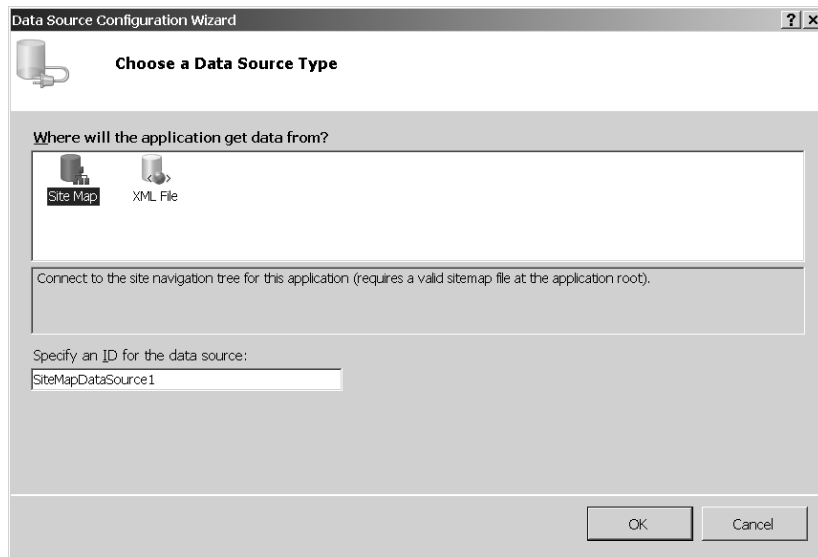 Data Source Configuration Wizard
Choose a Data Source Type
Where will the application get data from?
Site Map XML File
Connect to the site navigation tree for this application (requires a valid sitemap file at the application root).
Specify an ID for the data source:
SiteMapDataSource1
OK Cancel